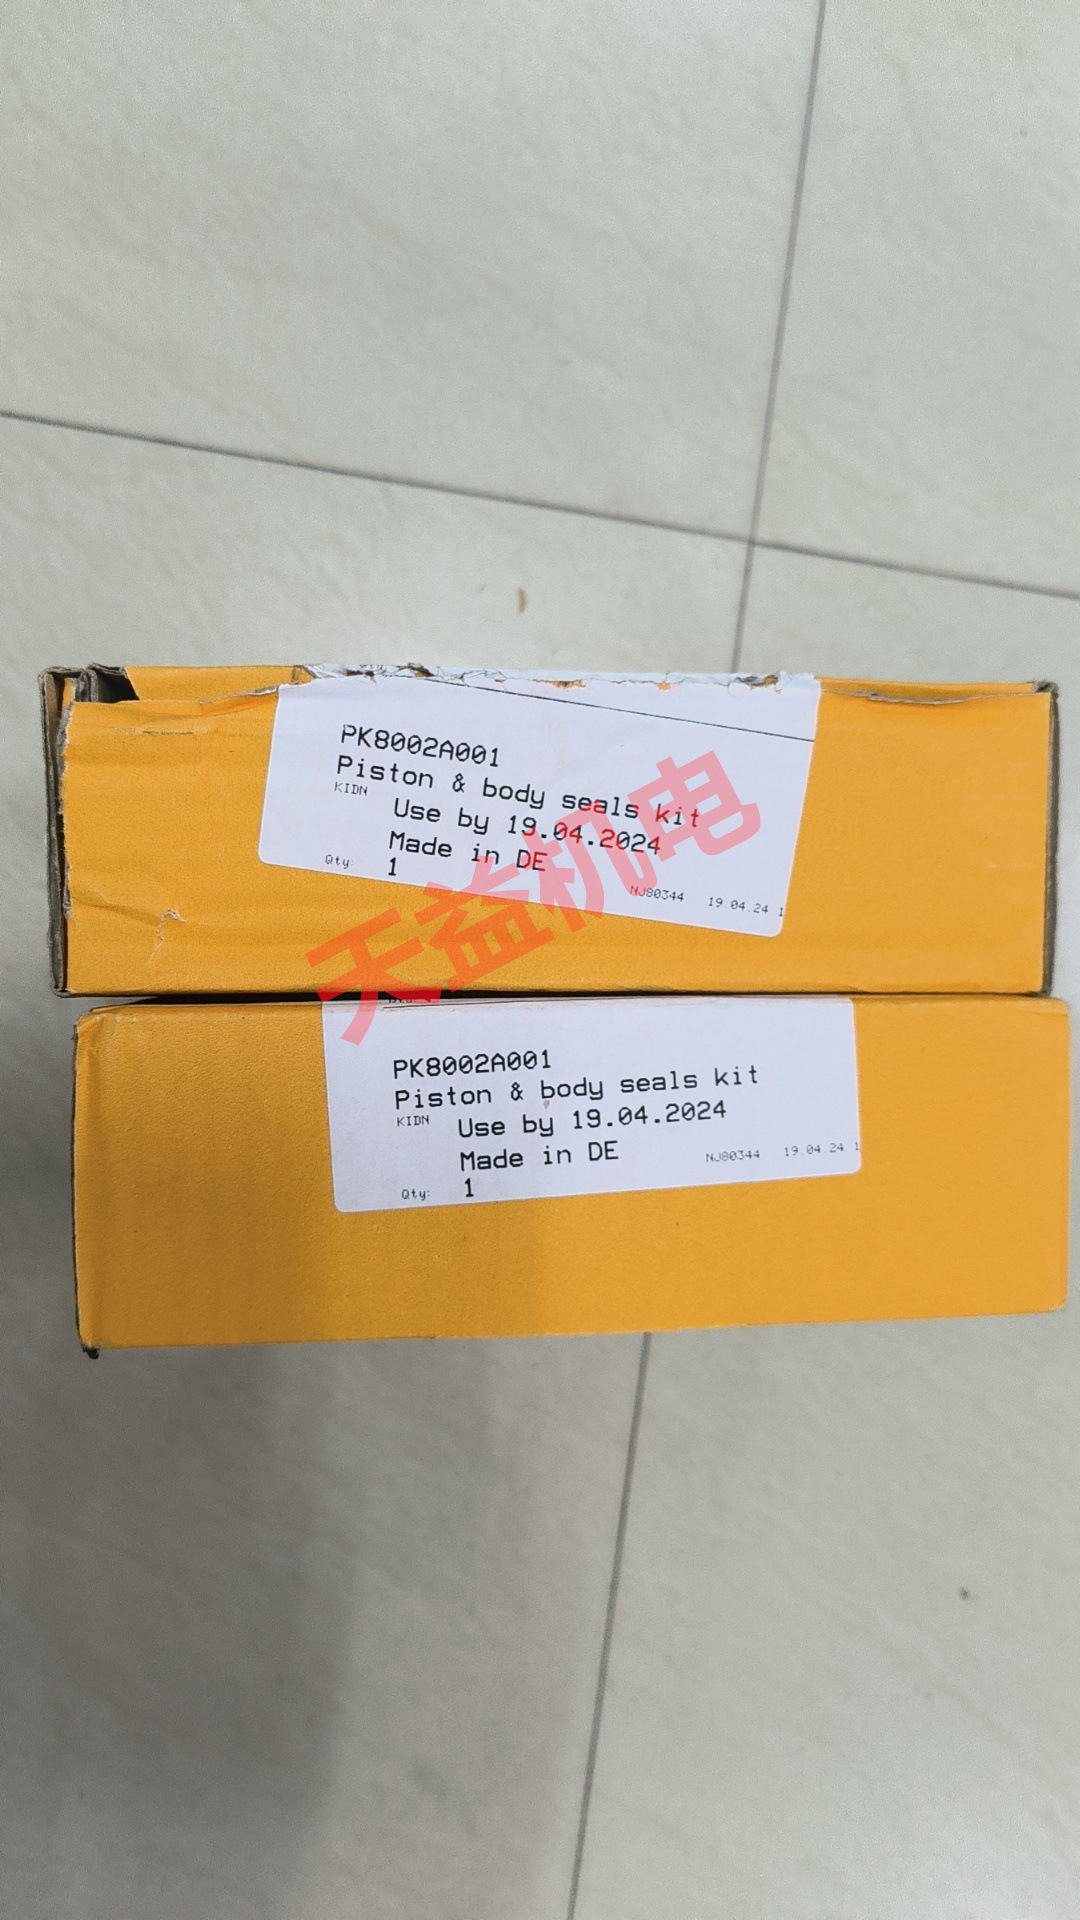 PK8002A001
Piston & body seals kit
KIDN
Use by 19.04.2024
Made in DE
Qty: 1
NJ80344 19.04.24 1
天益机电
PK8002A001
Piston & body seals kit
KIDN
Use by 19.04.2024
Made in DE
NJ80344 19.04.24 1
Qty: 1